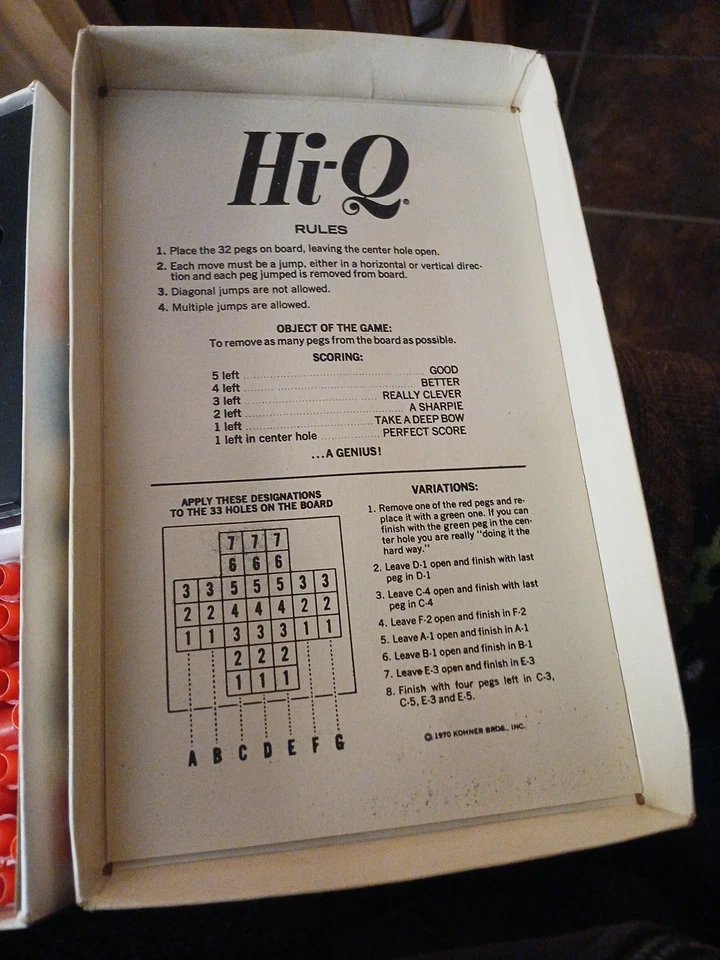 Hi-Q®
RULES
1. Place the 32 pegs on board, leaving the center hole open.
2. Each move must be a jump, either in a horizontal or vertical direc-
tion and each peg jumped is removed from board.
3. Diagonal jumps are not allowed.
4. Multiple jumps are allowed.
OBJECT OF THE GAME:
To remove as many pegs from the board as possible.
SCORING:
5 left ........ GOOD
4 left ........ BETTER
3 left ........ REALLY CLEVER
2 left ........ A SHARPIE
1 left ........ TAKE A DEEP BOW
1 left in center hole ........ PERFECT SCORE
...A GENIUS!
APPLY THESE DESIGNATIONS
TO THE 33 HOLES ON THE BOARD
7 7 7
6 6 6
3 3 5 5 5 3 3
2 2 4 4 4 2 2
1 1 3 3 3 1 1
2 2 2
1 1 1
A B C D E F G
VARIATIONS:
1. Remove one of the red pegs and re-
place it with a green one. If you can
finish with the green peg in the cen-
ter hole you are really "doing it the
hard way."
2. Leave D-1 open and finish with last
peg in D-1
3. Leave C-4 open and finish with last
peg in C-4
4. Leave F-2 open and finish in F-2
5. Leave A-1 open and finish in A-1
6. Leave B-1 open and finish in B-1
7. Leave E-3 open and finish in E-3
8. Finish with four pegs left in C-3,
C-5, E-3 and E-5.
© 1970 KOHNER BROS., INC.